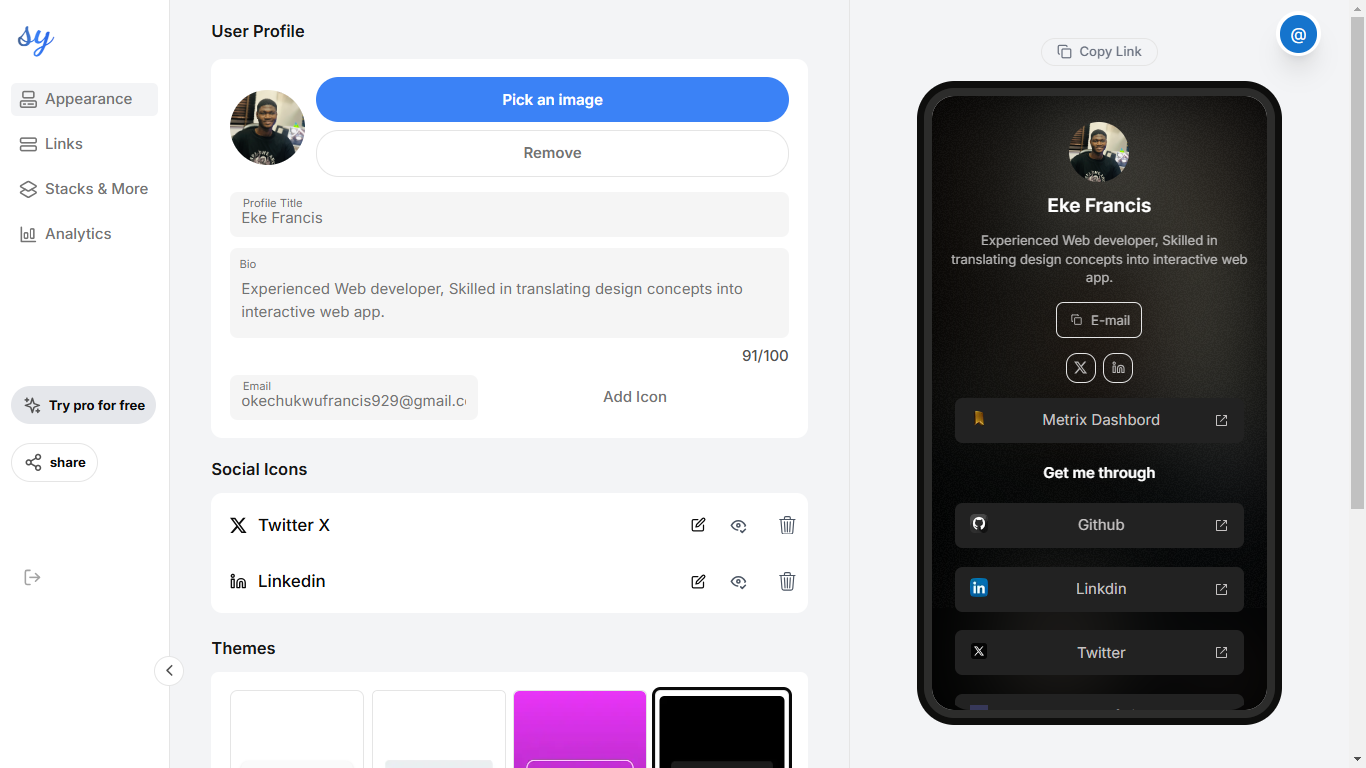 sy
Appearance
Links
Stacks & More
Analytics
Try pro for free
share
User Profile
Pick an image
Remove
Profile Title
Eke Francis
Bio
Experienced Web developer, Skilled in translating design concepts into
interactive web app.
91/100
Email
okechukwufrancis929@gmail.c
Add Icon
Social Icons
Twitter X
Linkedin
Themes
Copy Link
@
Eke Francis
Experienced Web developer, Skilled in
translating design concepts into interactive web
app.
E-mail
Metrix Dashbord
Get me through
Github
Linkdin
Twitter